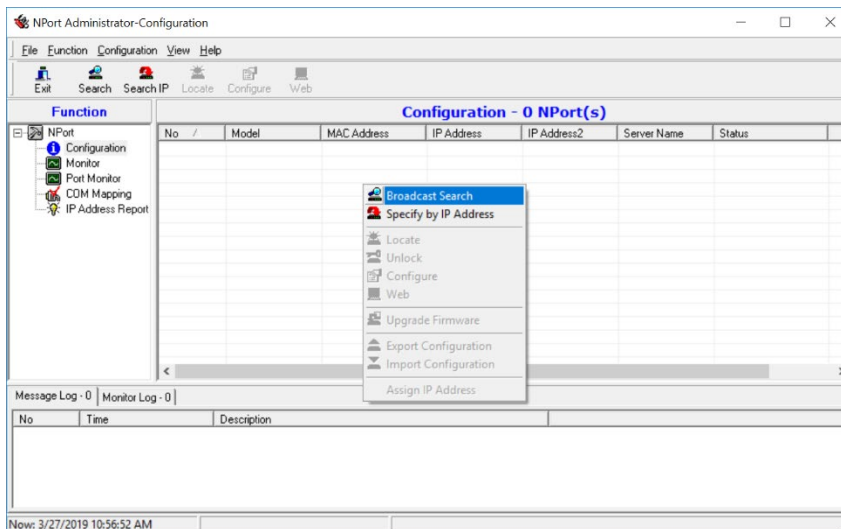 NPort Administrator-Configuration
File Function Configuration View Help
Exit Search Search IP Locate Configure Web
Function
Configuration - 0 NPort(s)
NPort
Configuration
Monitor
Port Monitor
COM Mapping
IP Address Report
No / Model MAC Address IP Address IP Address2 Server Name Status
Broadcast Search
Specify by IP Address
Locate
Unlock
Configure
Web
Upgrade Firmware
Export Configuration
Import Configuration
Assign IP Address
Message Log - 0 Monitor Log - 0
No Time Description
Now: 3/27/2019 10:56:52 AM